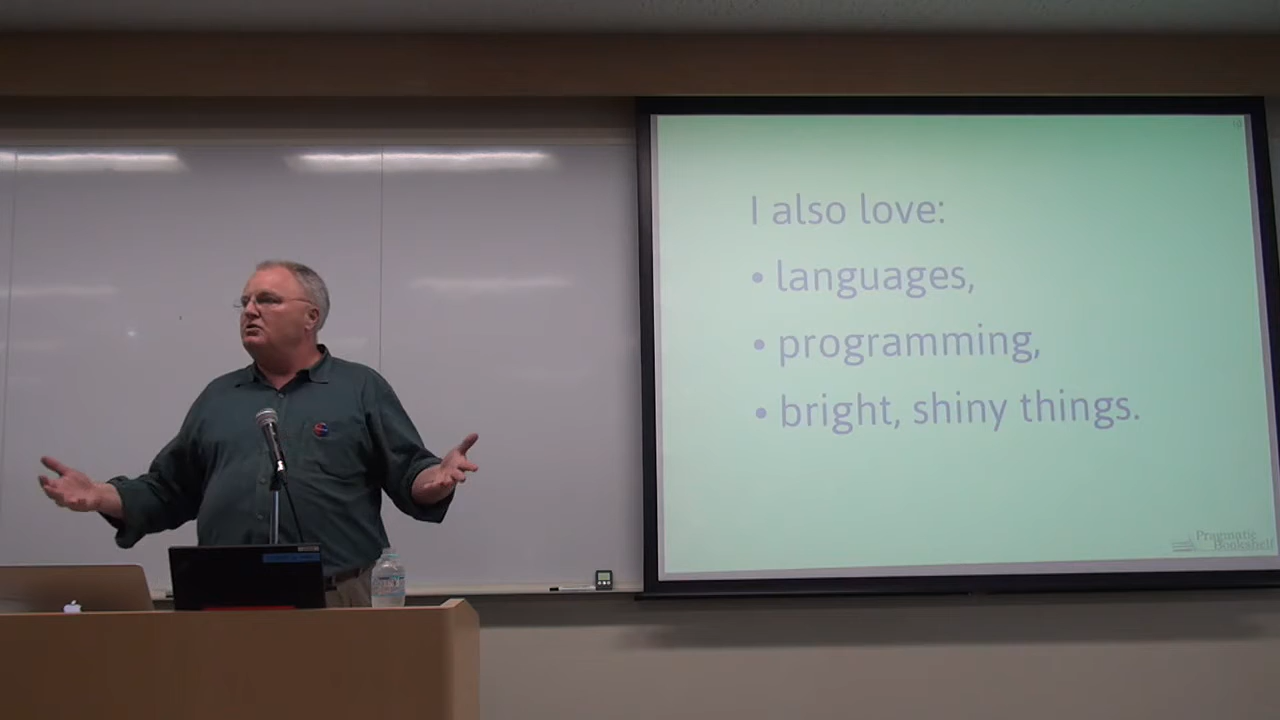 I also love:
• languages,
• programming,
• bright, shiny things.
Pragmatic
Bookshelf